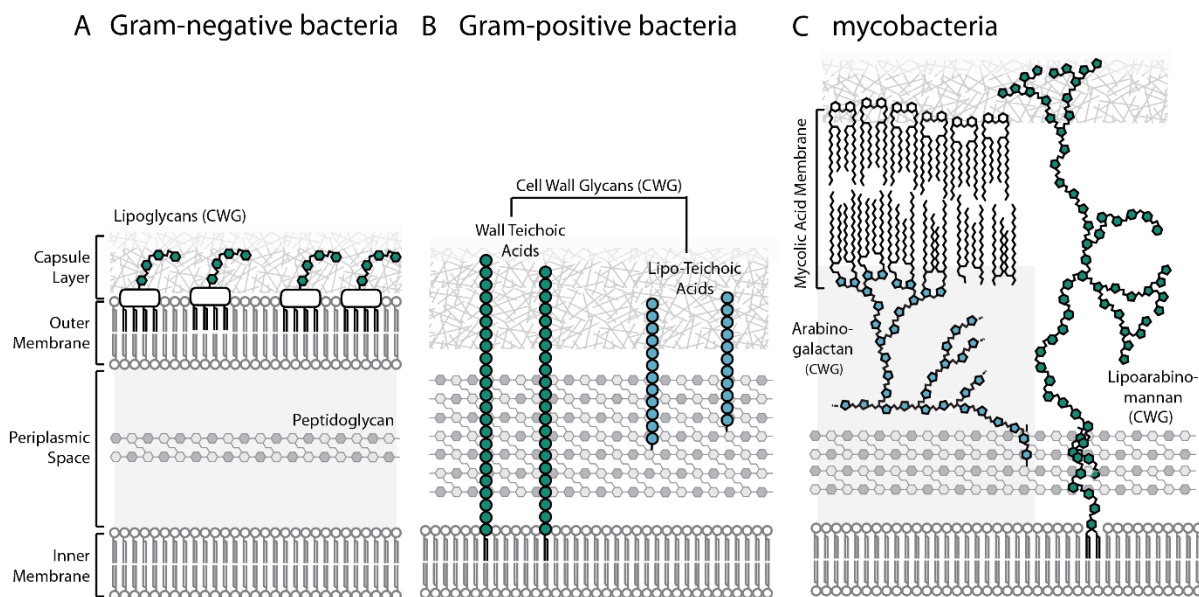 A Gram-negative bacteria
B Gram-positive bacteria
C mycobacteria
Lipoglycans (CWG)
Capsule
Layer
Outer
Membrane
Peptidoglycan
Periplasmic
Space
Inner
Membrane
Cell Wall Glycans (CWG)
Wall Teichoic
Acids
Lipo-Teichoic
Acids
Mycolic Acid Membrane
Arabino-
galactan
(CWG)
Lipoarabino-
mannan
(CWG)